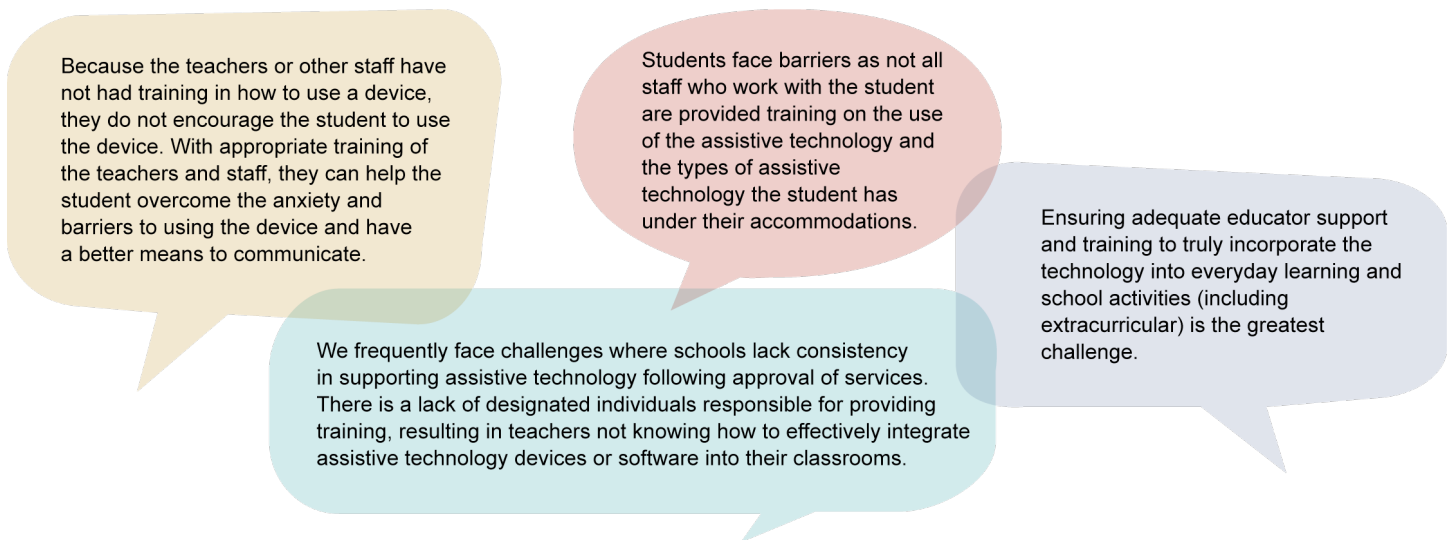 Because the teachers or other staff have
not had training in how to use a device,
they do not encourage the student to use
the device. With appropriate training of
the teachers and staff, they can help the
student overcome the anxiety and
barriers to using the device and have
a better means to communicate.
Students face barriers as not all
staff who work with the student
are provided training on the use
of the assistive technology and
the types of assistive
technology the student has
under their accommodations.
Ensuring adequate educator support
and training to truly incorporate the
technology into everyday learning and
school activities (including
extracurricular) is the greatest
challenge.
We frequently face challenges where schools lack consistency
in supporting assistive technology following approval of services.
There is a lack of designated individuals responsible for providing
training, resulting in teachers not knowing how to effectively integrate
assistive technology devices or software into their classrooms.